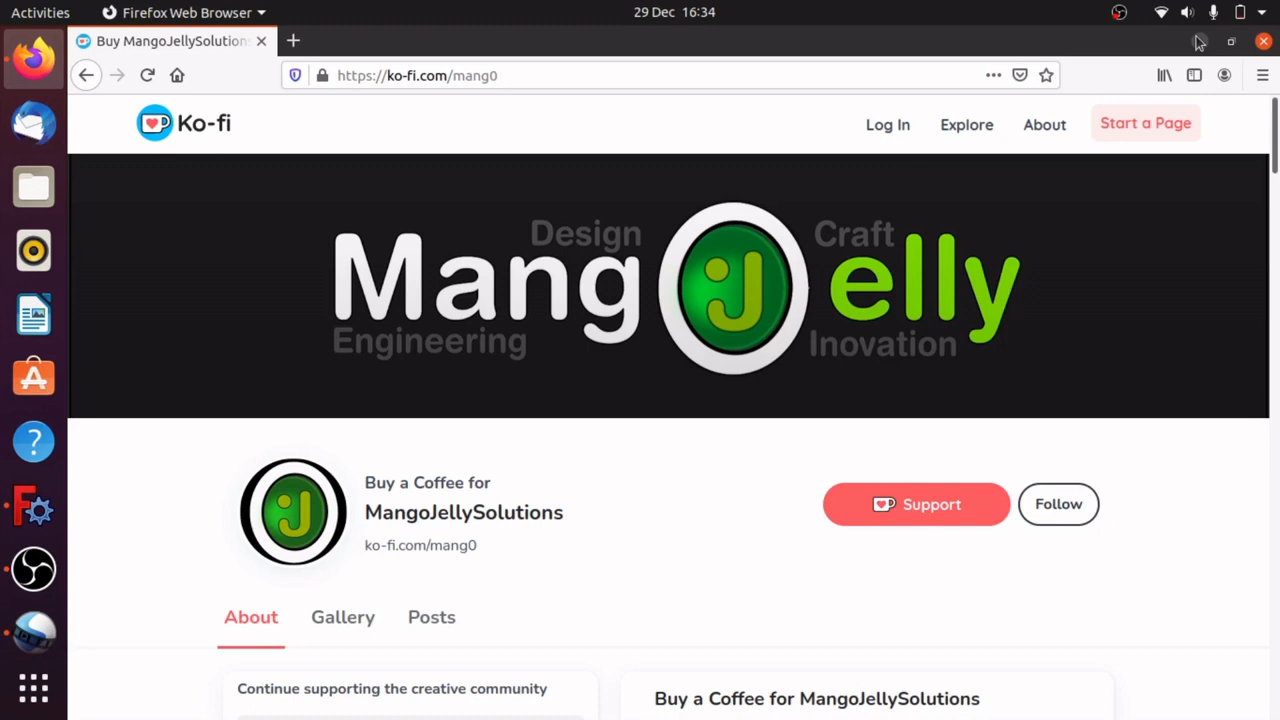 Activities Firefox Web Browser 29 Dec 16:34
Buy MangoJellySolution
https://ko-fi.com/mang0
Ko-fi Log In Explore About Start a Page
Design Craft
Mang J elly
Engineering Inovation
Buy a Coffee for
MangoJellySolutions
ko-fi.com/mang0
Support Follow
About Gallery Posts
Continue supporting the creative community
Buy a Coffee for MangoJellySolutions